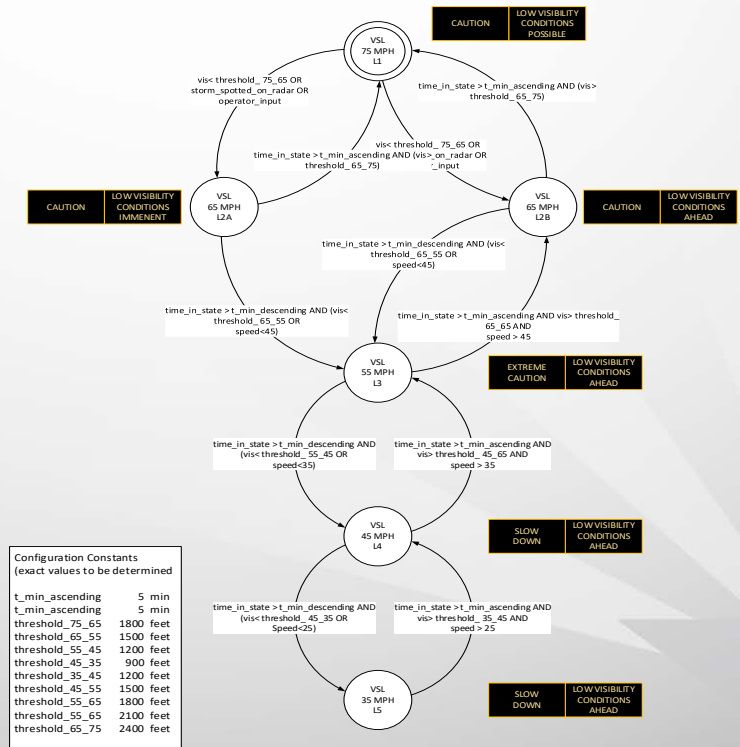 CAUTION
LOW VISIBILITY
CONDITIONS
POSSIBLE
VSL
75 MPH
L1
vis< threshold_ 75_65 OR
storm_spotted_on_radar OR
operator_input
time_in_state > t_min_ascending AND (vis>
threshold_ 65_75)
vis< threshold_ 75_65 OR
_on_radar OR
_input
time_in_state > t_min_ascending AND (vis>
threshold_ 65_75)
CAUTION
LOW VISIBILITY
CONDITIONS
IMMENENT
VSL
65 MPH
L2A
VSL
65 MPH
L2B
CAUTION
LOW VISIBILITY
CONDITIONS
AHEAD
time_in_state > t_min_descending AND (vis<
threshold_ 65_55 OR
speed<45)
time_in_state > t_min_descending AND (vis<
threshold_ 65_55 OR
speed<45)
time_in_state > t_min_ascending AND vis> threshold_
65_65 AND
speed > 45
VSL
55 MPH
L3
EXTREME
CAUTION
LOW VISIBILITY
CONDITIONS
AHEAD
time_in_state > t_min_descending AND
(vis< threshold_ 55_45 OR
speed<35)
time_in_state > t_min_ascending AND
vis> threshold_ 45_65 AND
speed > 35
VSL
45 MPH
L4
SLOW
DOWN
LOW VISIBILITY
CONDITIONS
AHEAD
time_in_state > t_min_descending AND
(vis< threshold_ 45_35 OR
Speed<25)
time_in_state > t_min_ascending AND
vis> threshold_ 35_45 AND
speed > 25
VSL
35 MPH
L5
SLOW
DOWN
LOW VISIBILITY
CONDITIONS
AHEAD
Configuration Constants
(exact values to be determined
t_min_ascending 5 min
t_min_ascending 5 min
threshold_75_65 1800 feet
threshold_65_55 1500 feet
threshold_55_45 1200 feet
threshold_45_35 900 feet
threshold_35_45 1200 feet
threshold_45_55 1500 feet
threshold_55_65 1800 feet
threshold_55_65 2100 feet
threshold_65_75 2400 feet